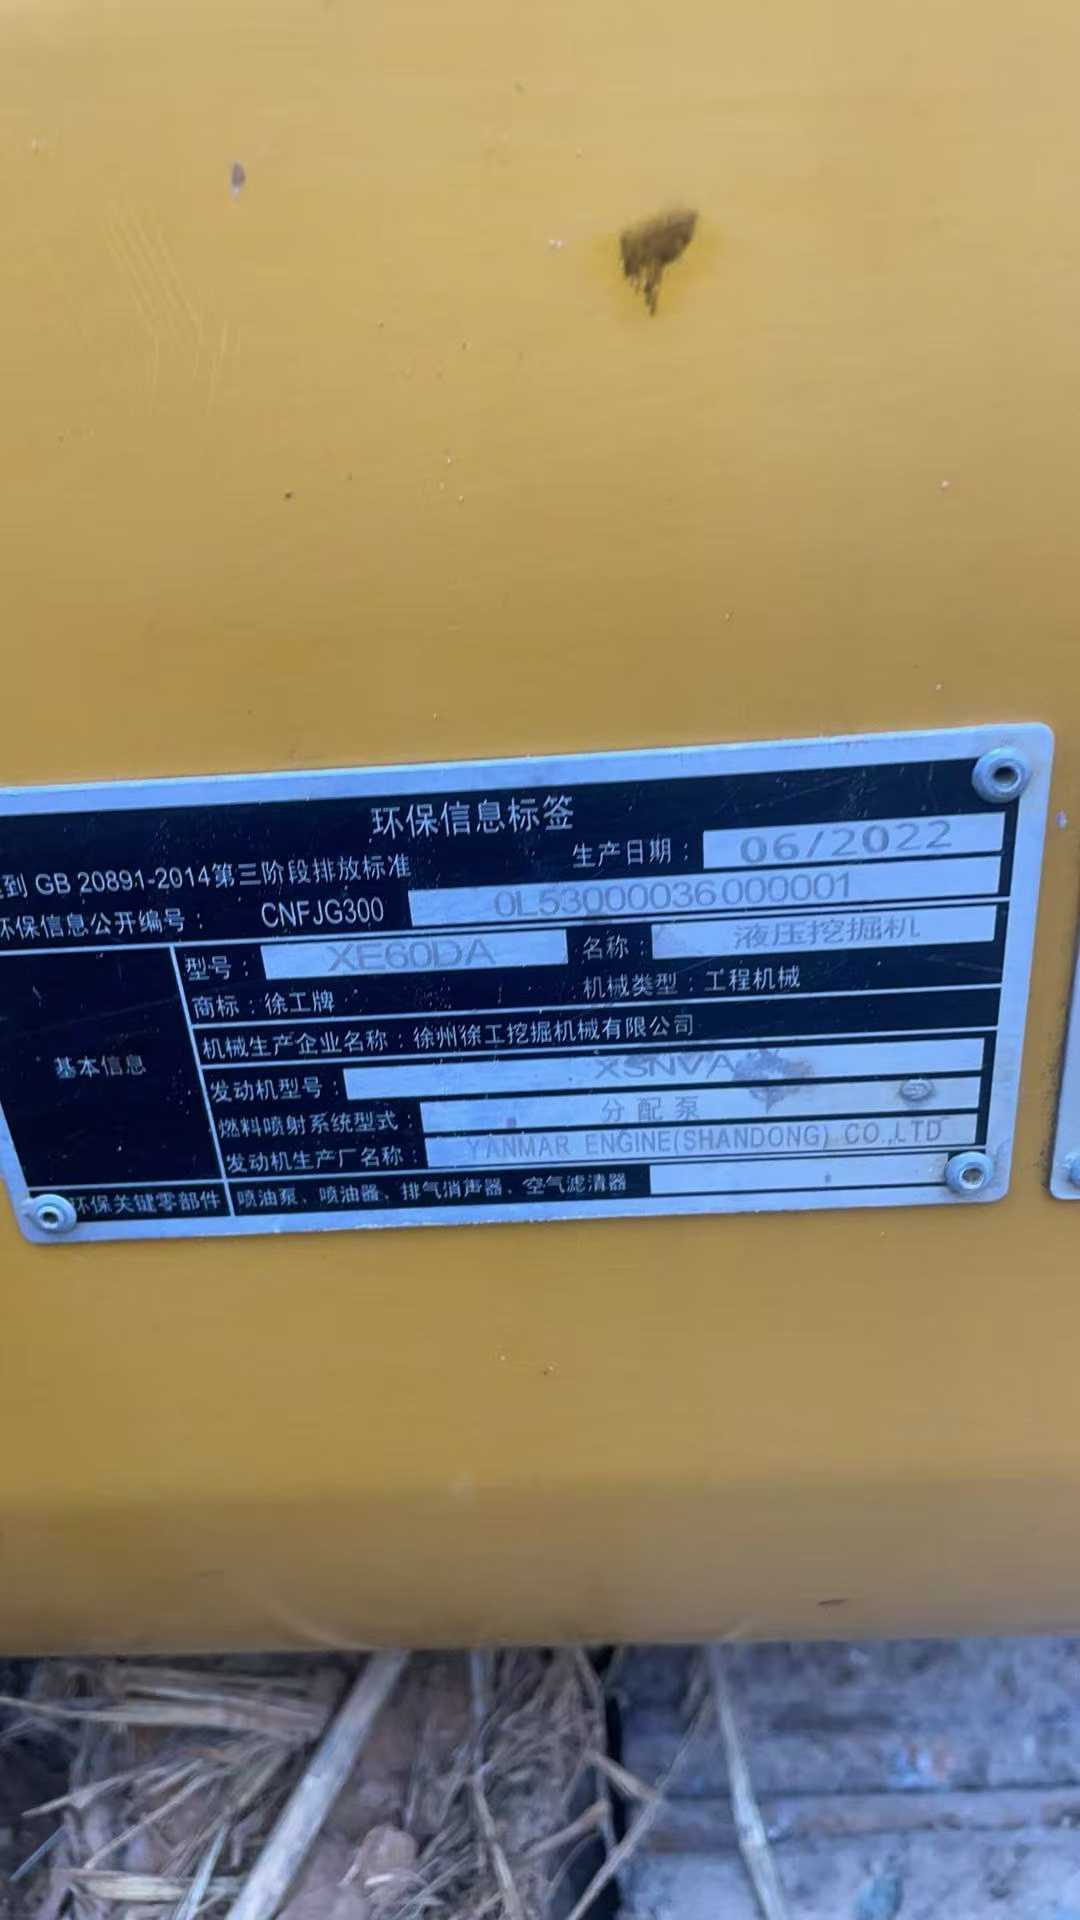 环保信息标签
到 GB 20891-2014第三阶段排放标准 生产日期： 06/2022
环保信息公开编号： CNFJG300 0L53000036000001
基本信息
型号： XE60DA 名称： 液压挖掘机
商标：徐工牌 机械类型：工程机械
机械生产企业名称：徐州徐工挖掘机械有限公司
发动机型号： XSNVA
燃料喷射系统型式： 分配泵
发动机生产厂名称： YANMAR ENGINE(SHANDONG) CO.,LTD
环保关键零部件 喷油泵、喷油器、排气消声器、空气滤清器